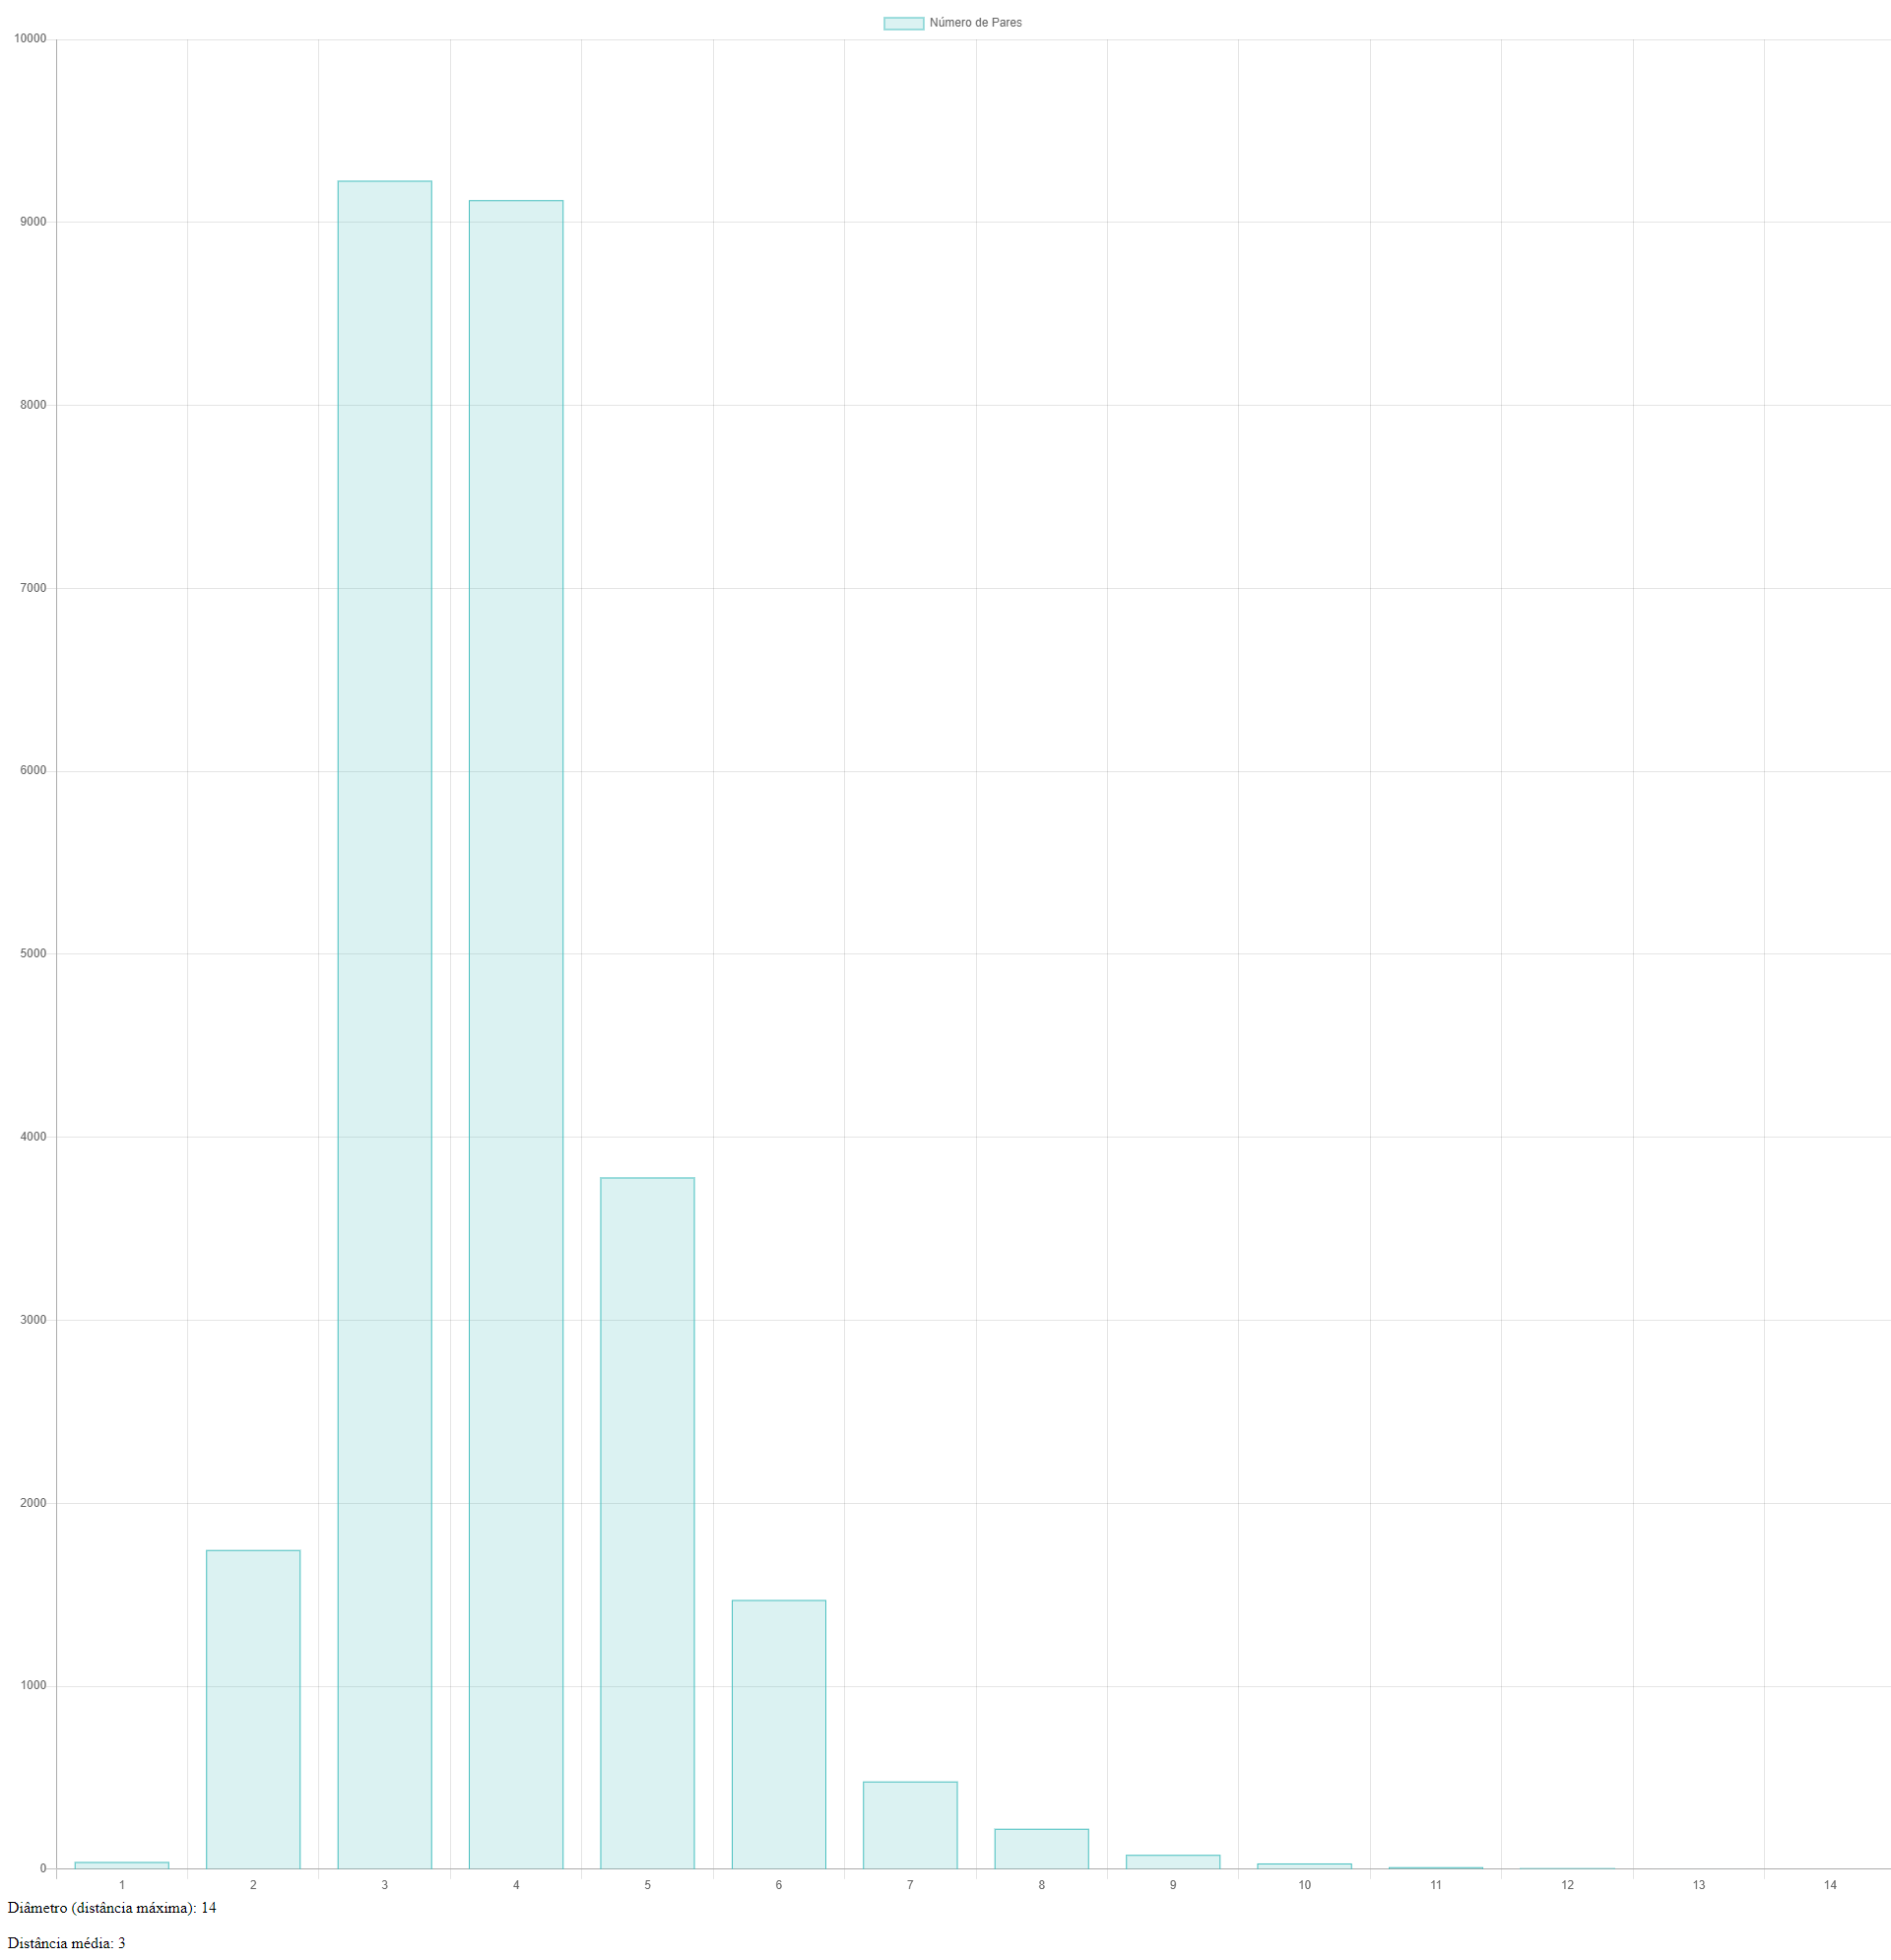 Número de Pares
10000
9000
8000
7000
6000
5000
4000
3000
2000
1000
0
1 2 3 4 5 6 7 8 9 10 11 12 13 14
Diâmetro (distância máxima): 14
Distância média: 3